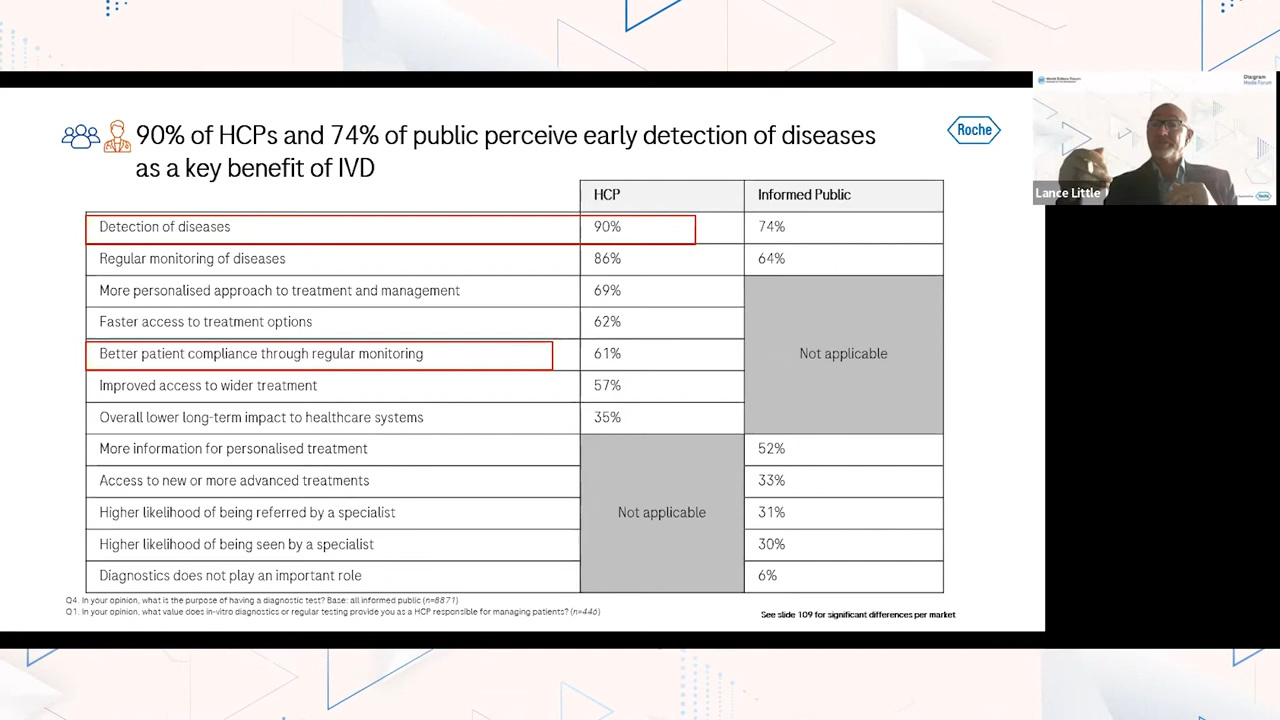 90% of HCPs and 74% of public perceive early detection of diseases
as a key benefit of IVD
Roche
Lance Little
HCP Informed Public
Detection of diseases 90% 74%
Regular monitoring of diseases 86% 64%
More personalised approach to treatment and management 69%
Faster access to treatment options 62%
Better patient compliance through regular monitoring 61% Not applicable
Improved access to wider treatment 57%
Overall lower long-term impact to healthcare systems 35%
More information for personalised treatment 52%
Access to new or more advanced treatments 33%
Higher likelihood of being referred by a specialist Not applicable 31%
Higher likelihood of being seen by a specialist 30%
Diagnostics does not play an important role 6%
Q4. In your opinion, what is the purpose of having a diagnostic test? Base: all informed public (n=8871)
Q1. In your opinion, what value does in-vitro diagnostics or regular testing provide you as a HCP responsible for managing patients? (n=446)
See slide 109 for significant differences per market